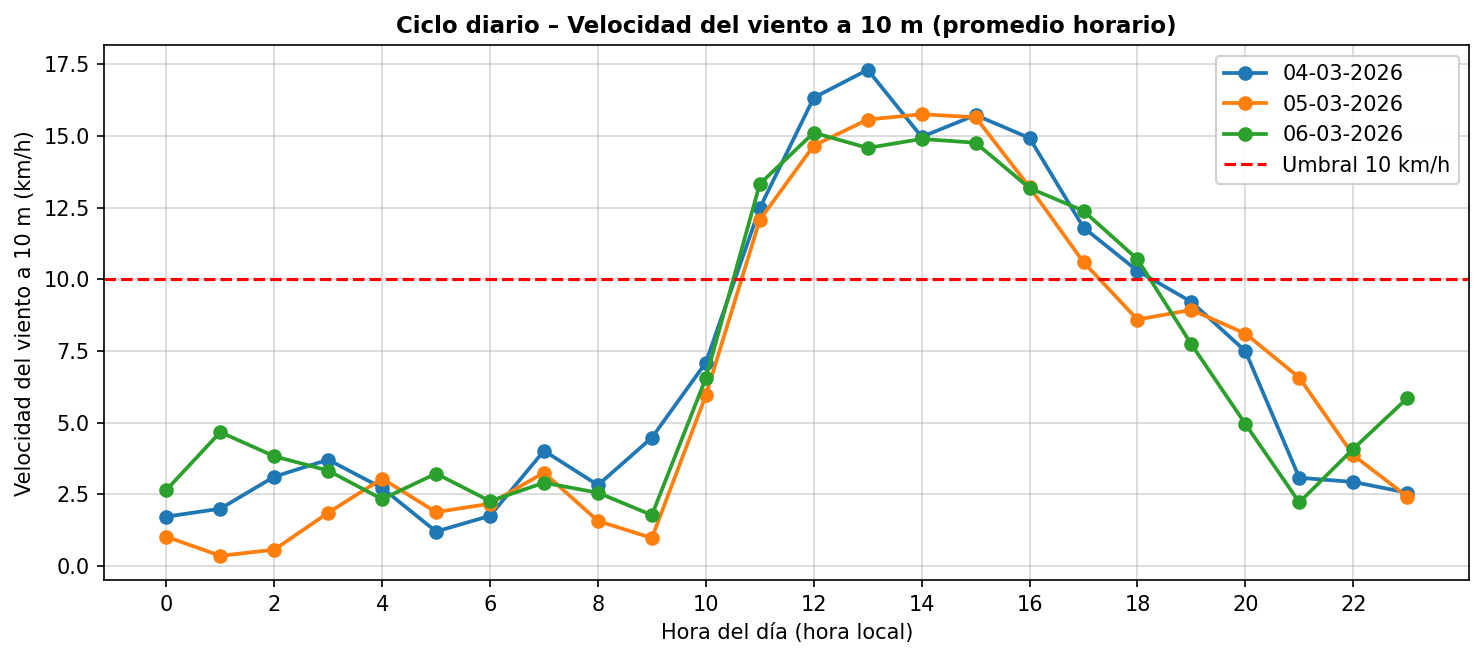 Ciclo diario – Velocidad del viento a 10 m (promedio horario)
Velocidad del viento a 10 m (km/h)
17.5
15.0
12.5
10.0
7.5
5.0
2.5
0.0
04-03-2026
05-03-2026
06-03-2026
Umbral 10 km/h
0 2 4 6 8 10 12 14 16 18 20 22
Hora del día (hora local)